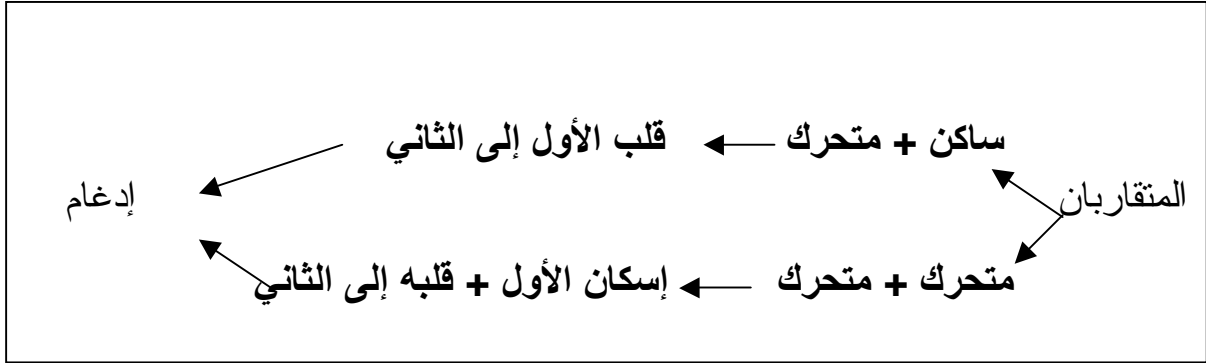 ساكن + متحرك قلب الأول إلى الثاني
المتقاربان إدغام
متحرك + متحرك إسكان الأول + قلبه إلى الثاني